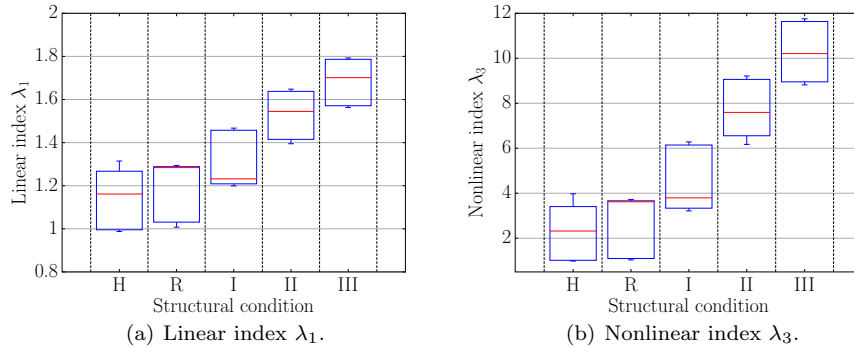 2
1.8
1.6
1.4
1.2
1
0.8
Linear index λ₁
H R I II III
Structural condition
(a) Linear index λ₁.
12
10
8
6
4
2
Nonlinear index λ₃
H R I II III
Structural condition
(b) Nonlinear index λ₃.